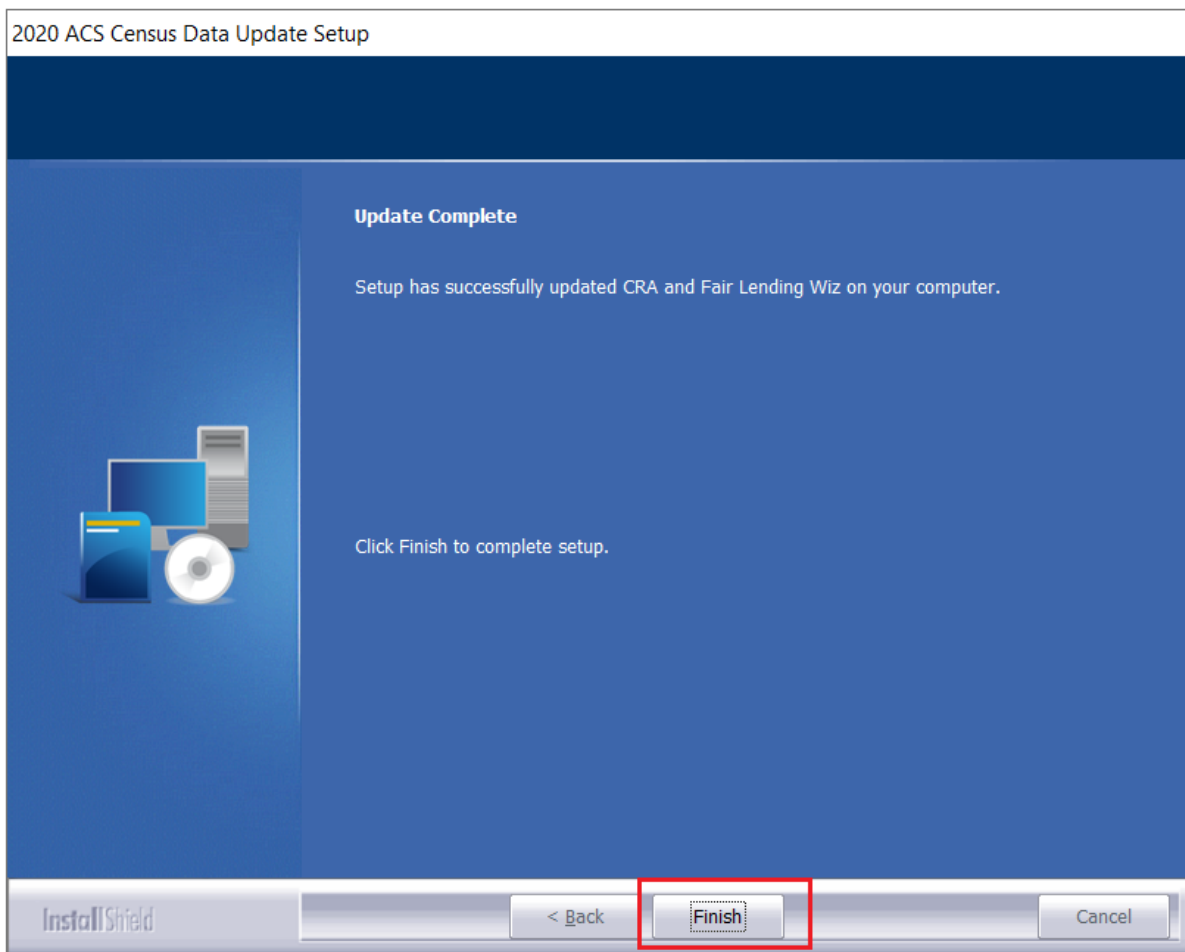 2020 ACS Census Data Update Setup
Update Complete
Setup has successfully updated CRA and Fair Lending Wiz on your computer.
Click Finish to complete setup.
InstallShield
< Back
Finish
Cancel